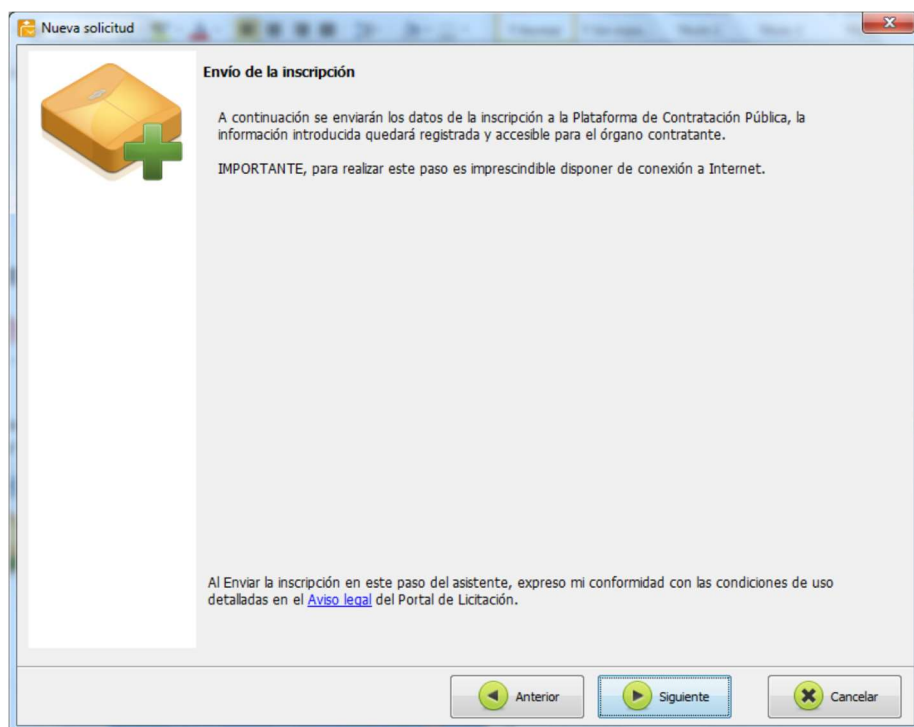 Nueva solicitud
Envío de la inscripción
A continuación se enviarán los datos de la inscripción a la Plataforma de Contratación Pública, la
información introducida quedará registrada y accesible para el órgano contratante.
IMPORTANTE, para realizar este paso es imprescindible disponer de conexión a Internet.
Al Enviar la inscripción en este paso del asistente, expreso mi conformidad con las condiciones de uso
detalladas en el Aviso legal del Portal de Licitación.
Anterior
Siguiente
Cancelar